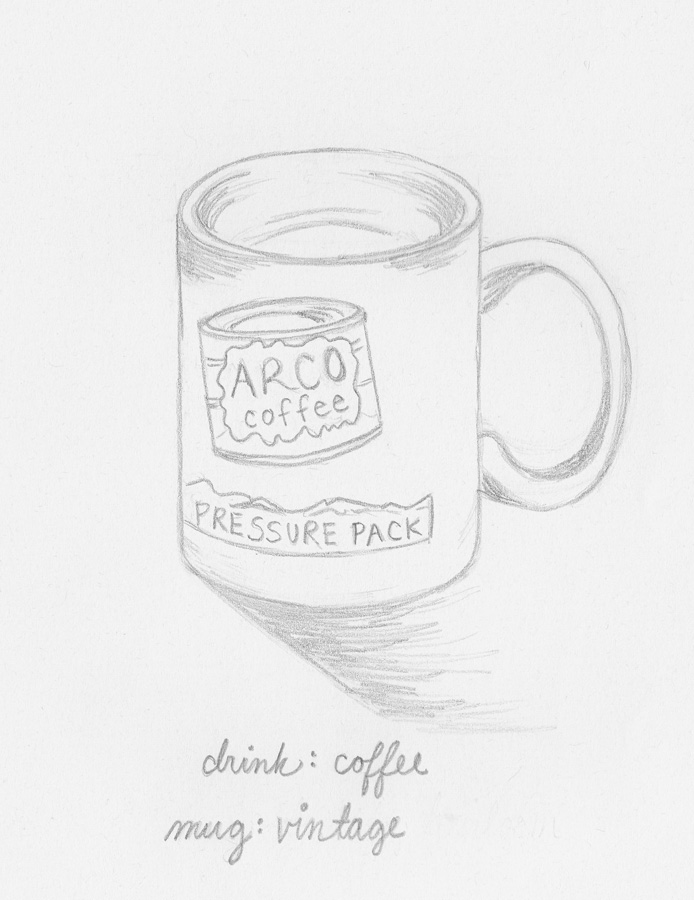 ARCO
coffee
PRESSURE PACK
drink: coffee
mug: vintage